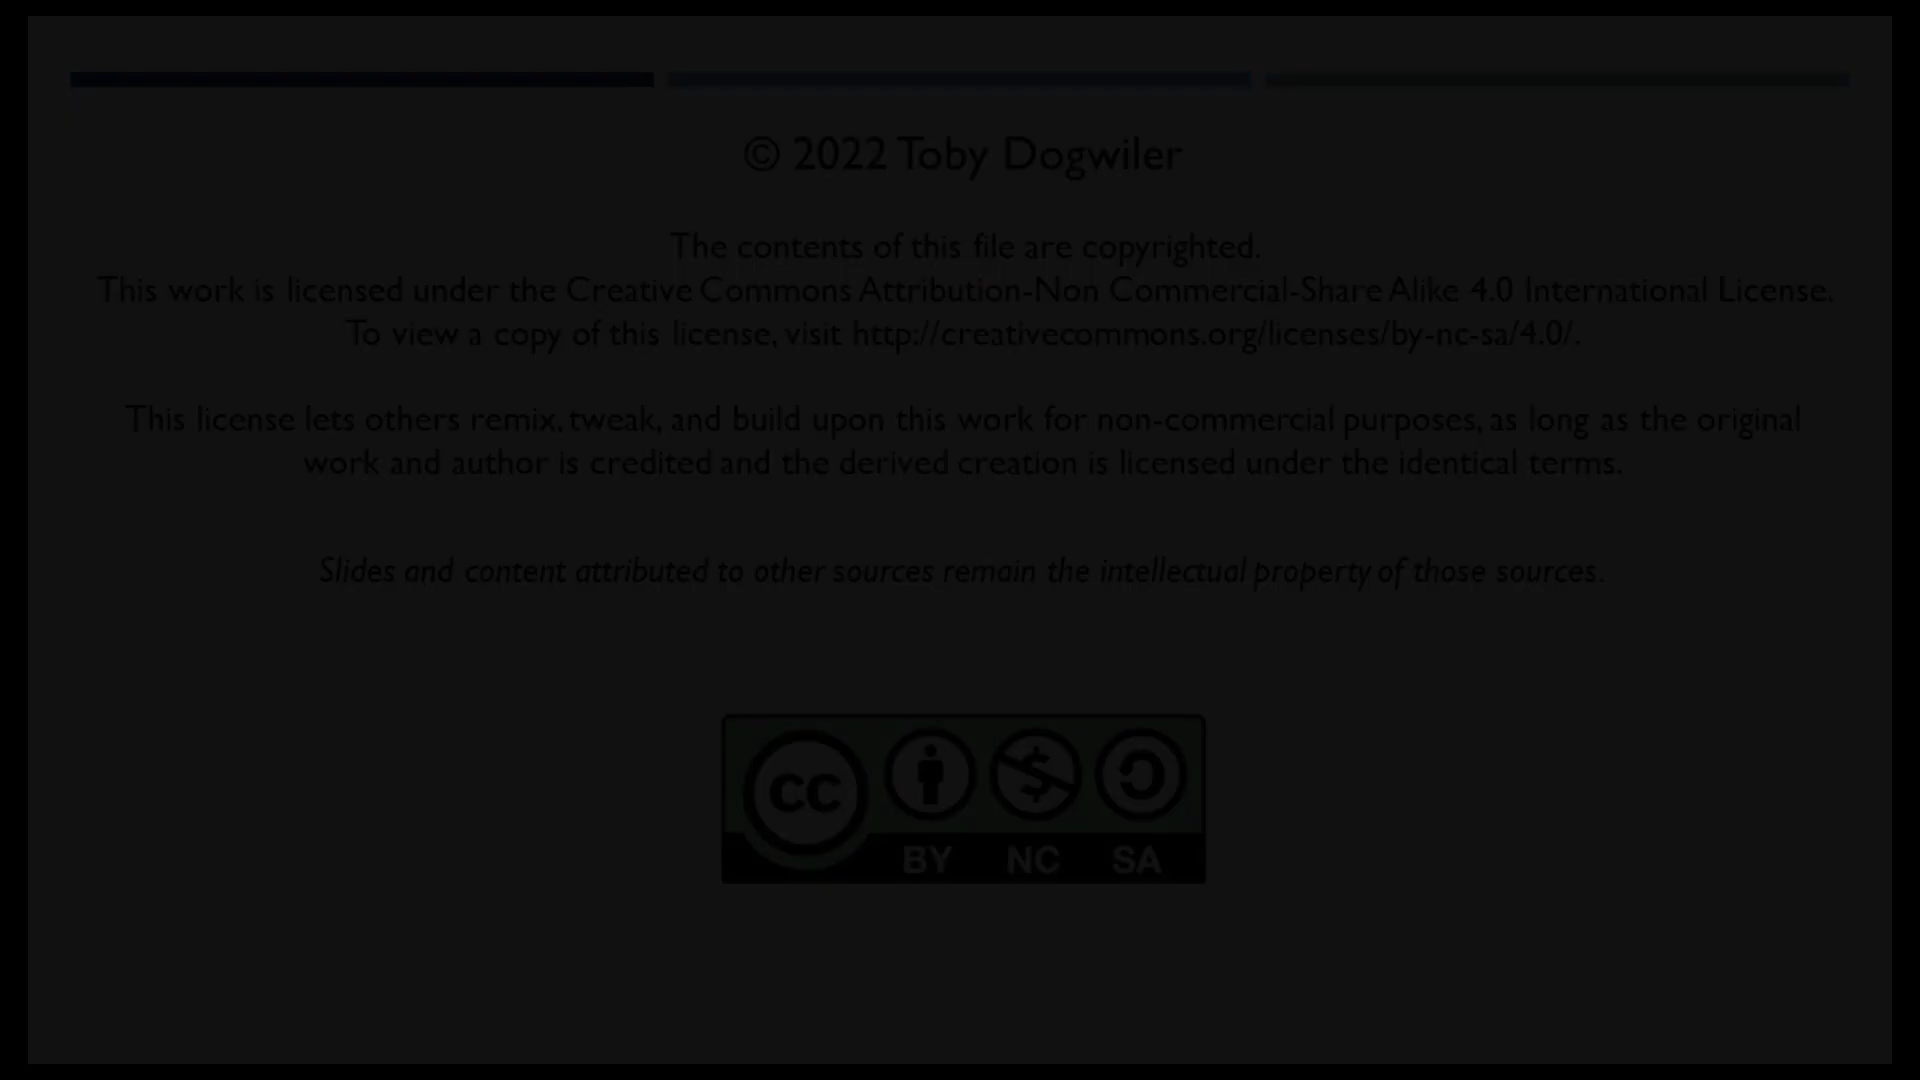 © 2022 Toby Dogwiler
The contents of this file are copyrighted.
This work is licensed under the Creative Commons Attribution-Non Commercial-Share Alike 4.0 International License.
To view a copy of this license, visit http://creativecommons.org/licenses/by-nc-sa/4.0/.
This license lets others remix, tweak, and build upon this work for non-commercial purposes, as long as the original
work and author is credited and the derived creation is licensed under the identical terms.
Slides and content attributed to other sources remain the intellectual property of those sources.
cc
BY NC SA